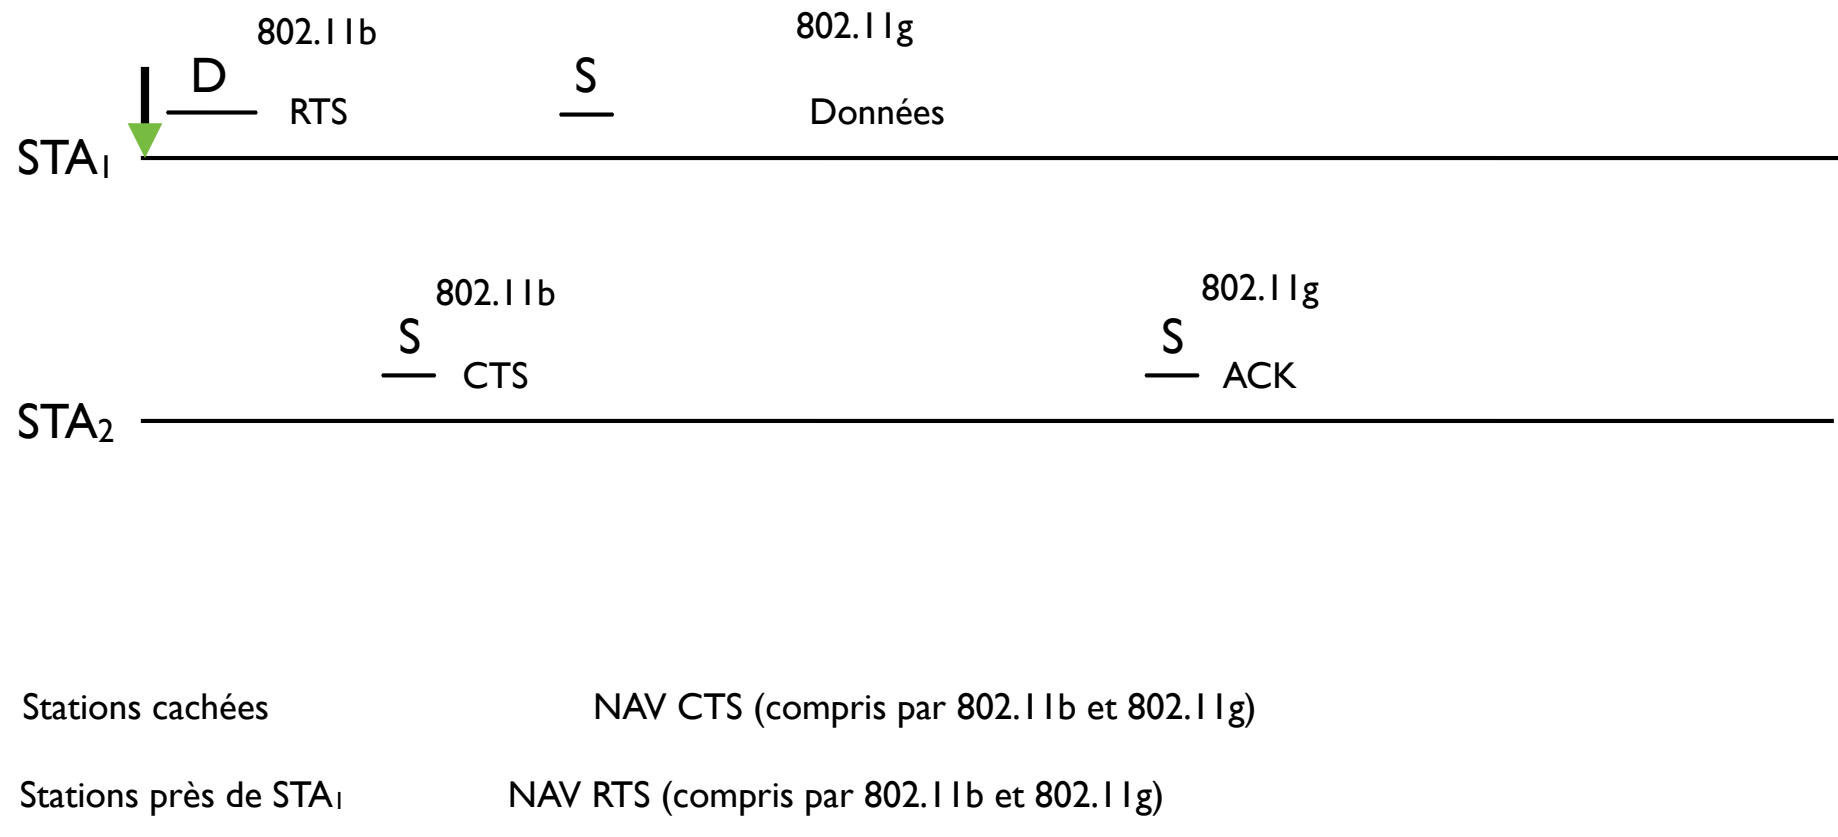 802.11b 802.11g
D S
RTS Données
STA₁
802.11b 802.11g
S S
CTS ACK
STA₂
Stations cachées NAV CTS (compris par 802.11b et 802.11g)
Stations près de STA₁ NAV RTS (compris par 802.11b et 802.11g)